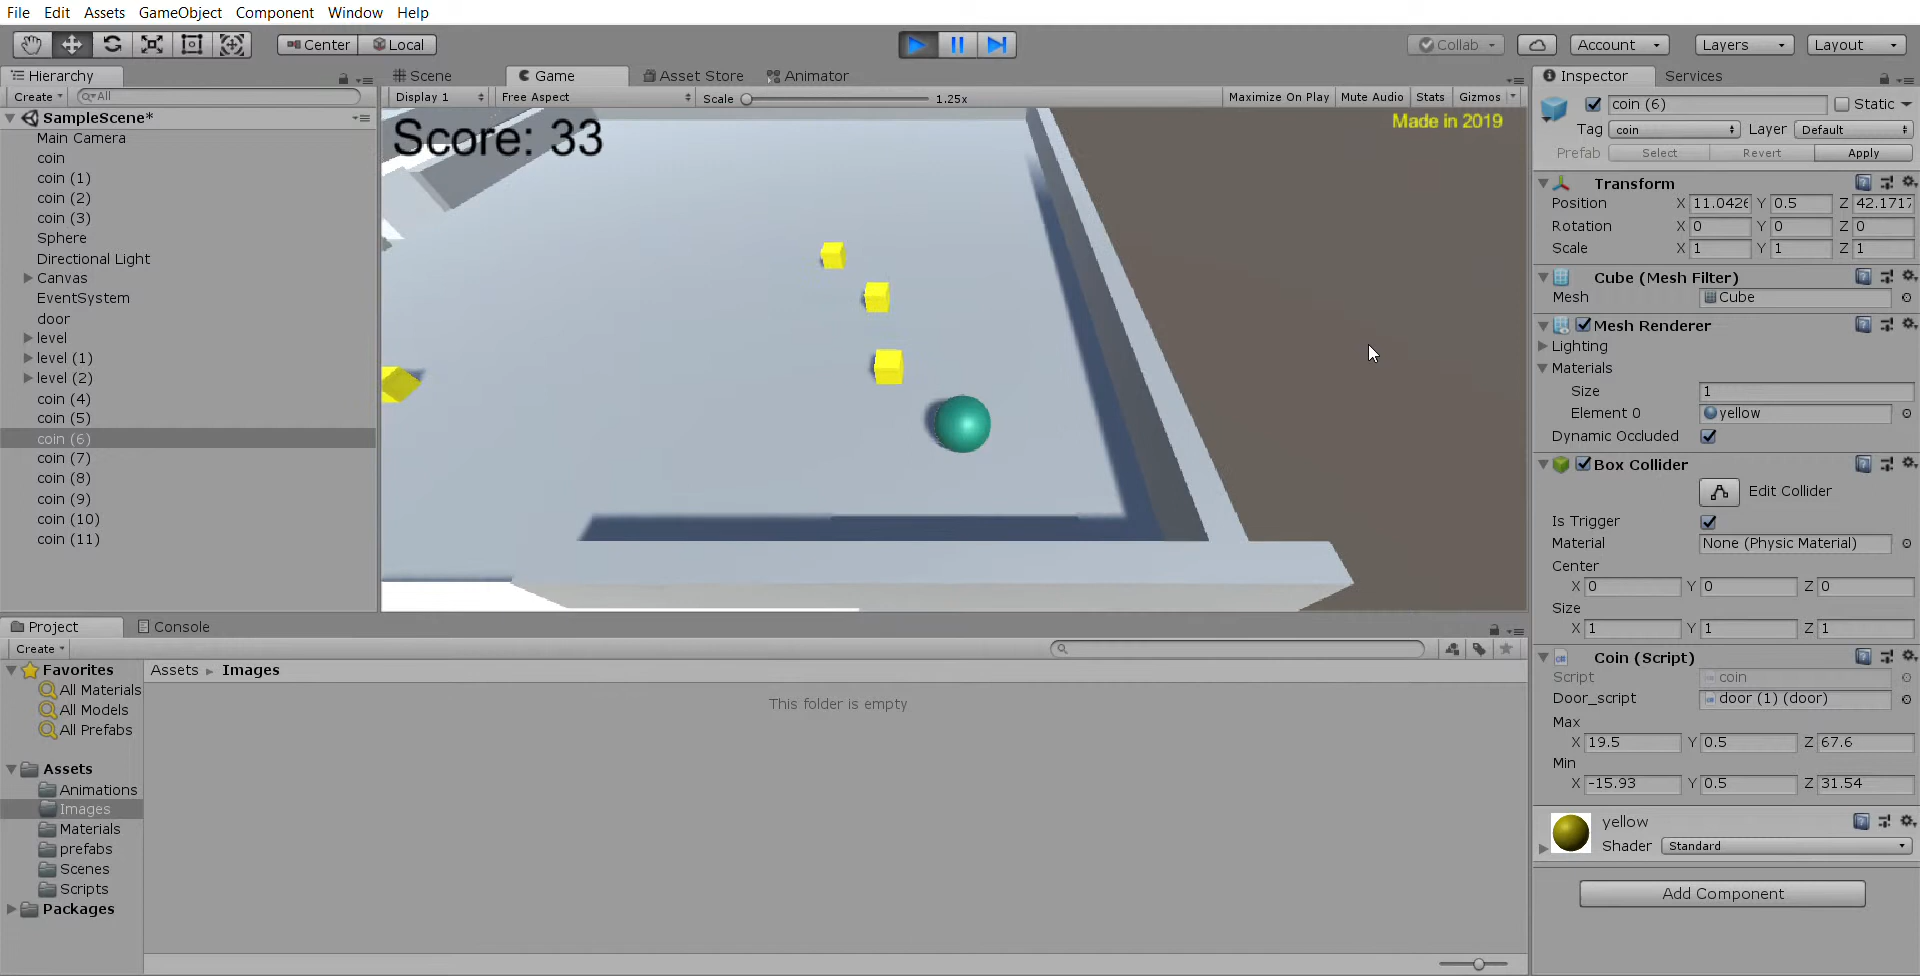 File Edit Assets GameObject Component Window Help
Center Local Collab Account Layers Layout
Hierarchy Scene Game Asset Store Animator Inspector Services
Create All Display 1 Free Aspect Scale 1.25x Maximize On Play Mute Audio Stats Gizmos
SampleScene*
Main Camera
coin
coin (1)
coin (2)
coin (3)
Sphere
Directional Light
Canvas
EventSystem
door
level
level (1)
level (2)
coin (4)
coin (5)
coin (6)
coin (7)
coin (8)
coin (9)
coin (10)
coin (11)
Score: 33
Made in 2019
coin (6) Static
Tag coin Layer Default
Prefab Select Revert Apply
Transform
Position X 11.0426 Y 0.5 Z 42.1717
Rotation X 0 Y 0 Z 0
Scale X 1 Y 1 Z 1
Cube (Mesh Filter)
Mesh Cube
Mesh Renderer
Lighting
Materials
Size 1
Element 0 yellow
Dynamic Occluded
Box Collider
Edit Collider
Is Trigger
Material None (Physic Material)
Center
X 0 Y 0 Z 0
Size
X 1 Y 1 Z 1
Coin (Script)
Script coin
Door_script door (1) (door)
Max
X 19.5 Y 0.5 Z 67.6
Min
X -15.93 Y 0.5 Z 31.54
yellow
Shader Standard
Add Component
Project Console
Create
Favorites
All Materials
All Models
All Prefabs
Assets
Animations
Images
Materials
prefabs
Scenes
Scripts
Packages
Assets Images
This folder is empty